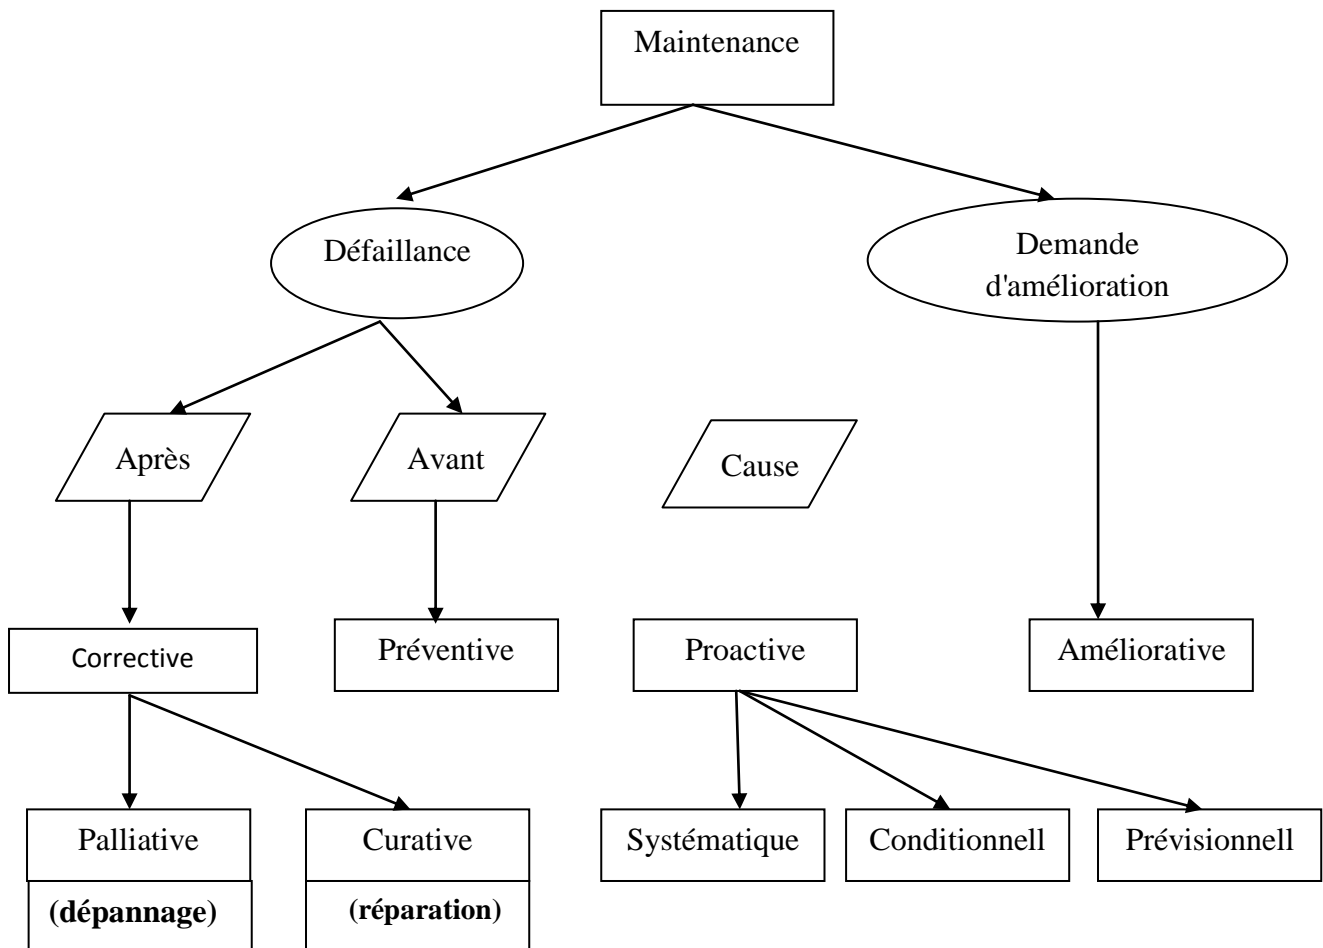 Maintenance
Défaillance
Demande
d'amélioration
Après
Avant
Cause
Corrective
Préventive
Proactive
Améliorative
Palliative
(dépannage)
Curative
(réparation)
Systématique
Conditionnell
Prévisionnell